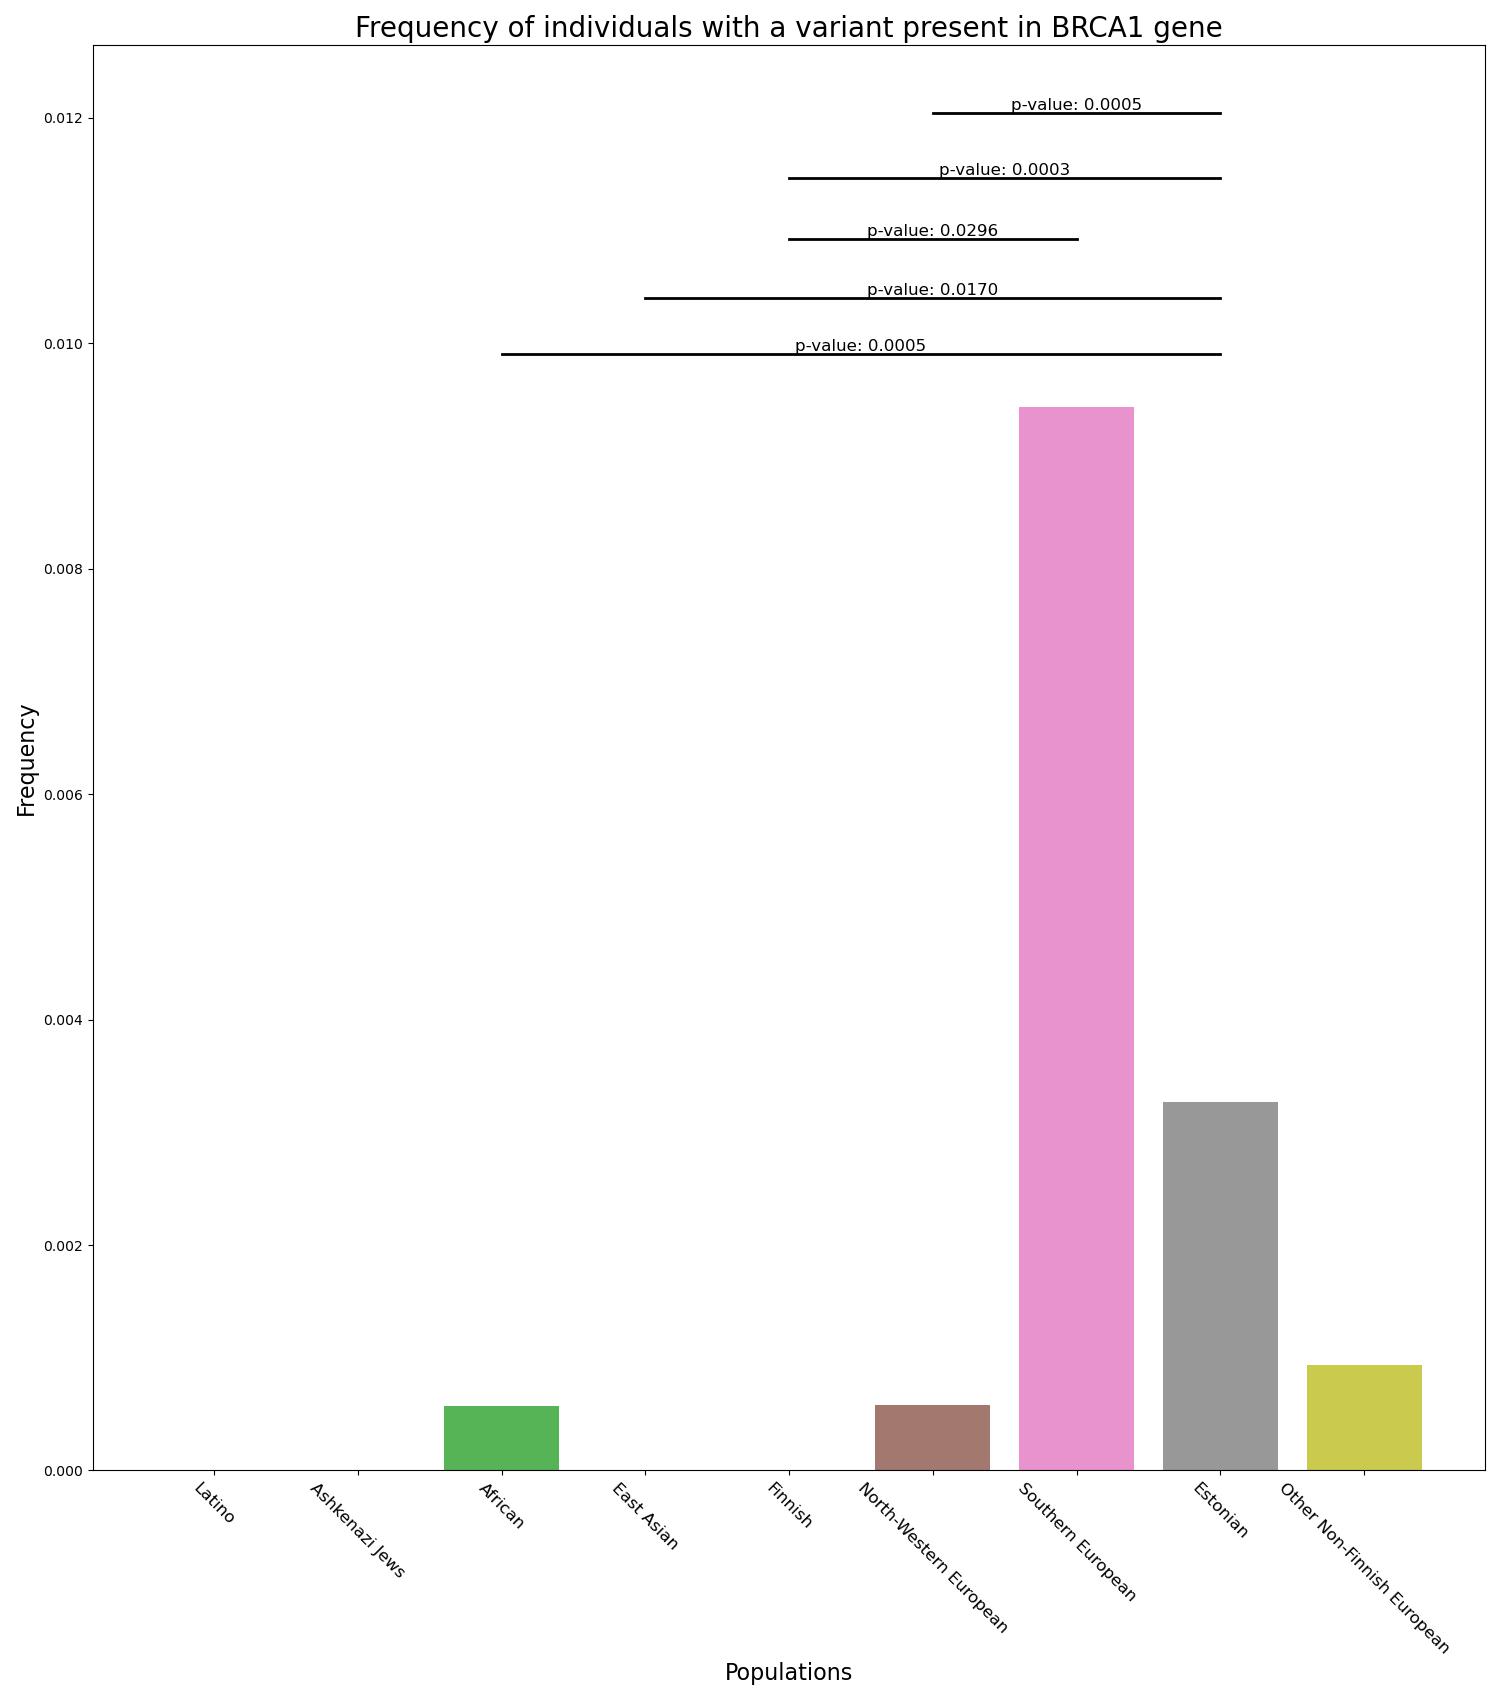 Frequency of individuals with a variant present in BRCA1 gene
p-value: 0.0005
p-value: 0.0003
p-value: 0.0296
p-value: 0.0170
p-value: 0.0005
0.012
0.010
0.008
0.006
0.004
0.002
0.000
Frequency
Latino
Ashkenazi Jews
African
East Asian
Finnish
North-Western European
Southern European
Estonian
Other Non-Finnish European
Populations